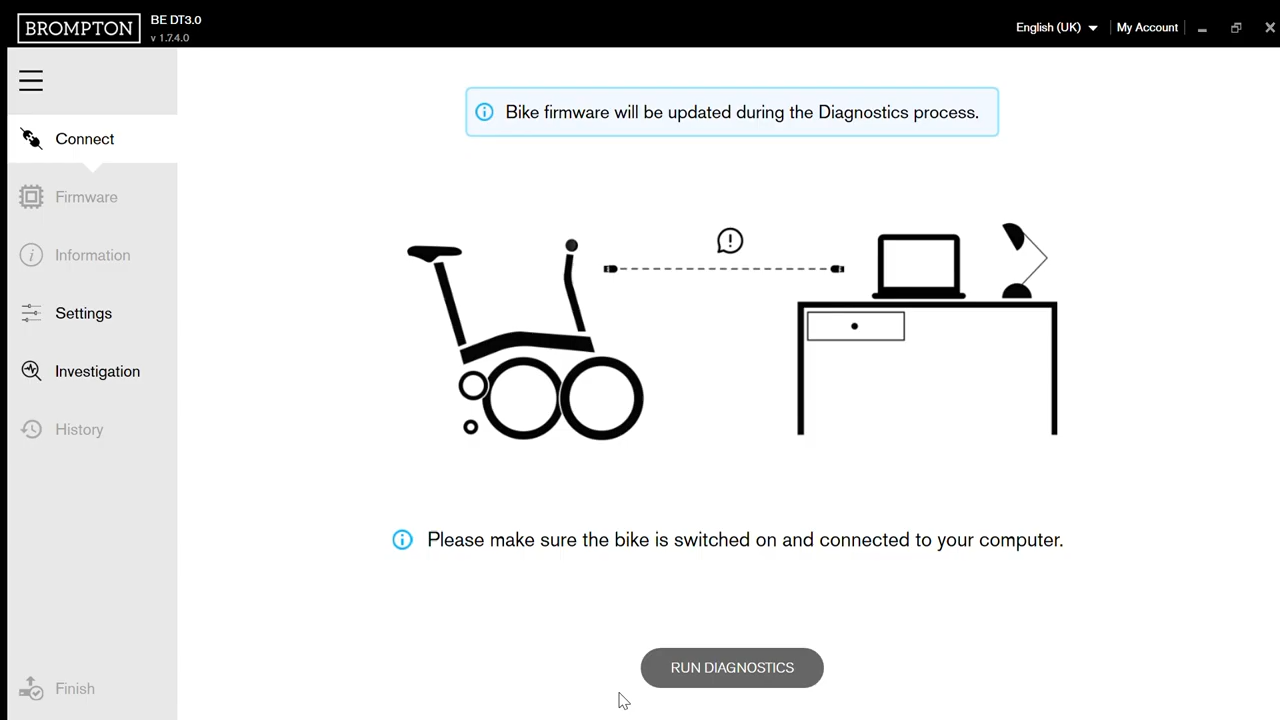 BROMPTON
BE DT3.0
v 1.7.4.0
English (UK)
My Account
Connect
Firmware
Information
Settings
Investigation
History
Finish
Bike firmware will be updated during the Diagnostics process.
Please make sure the bike is switched on and connected to your computer.
RUN DIAGNOSTICS